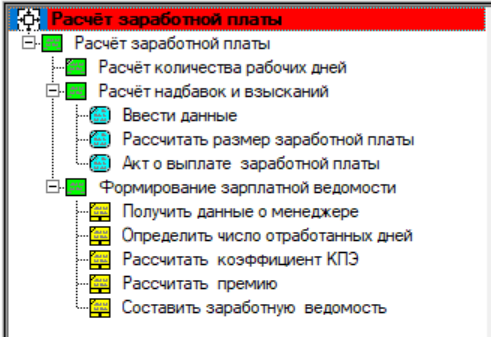 Расчёт заработной платы
Расчёт заработной платы
Расчёт количества рабочих дней
Расчёт надбавок и взысканий
Ввести данные
Рассчитать размер заработной платы
Акт о выплате заработной платы
Формирование зарплатной ведомости
Получить данные о менеджере
Определить число отработанных дней
Рассчитать коэффициент КПЭ
Рассчитать премию
Составить заработную ведомость